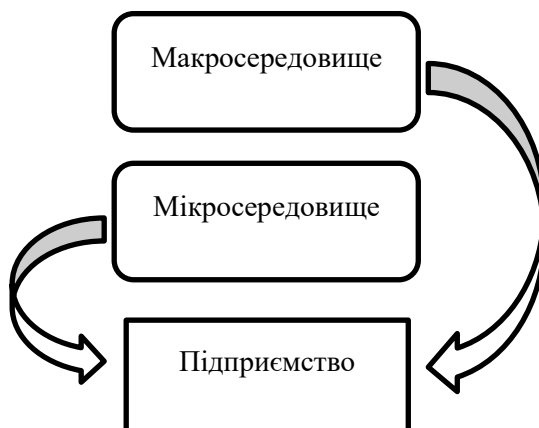 Макросередовище
Мікросередовище
Підприємство